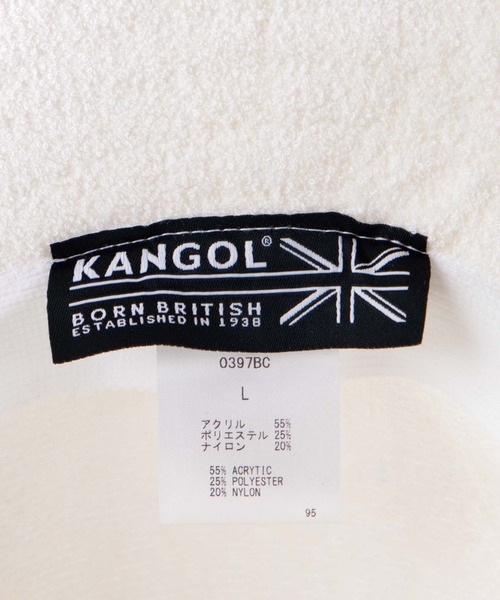 KANGOL®
BORN BRITISH
ESTABLISHED IN 1938
0397BC
L
アクリル 55%
ポリエステル 25%
ナイロン 20%
55% ACRYTIC
25% POLYESTER
20% NYLON
95